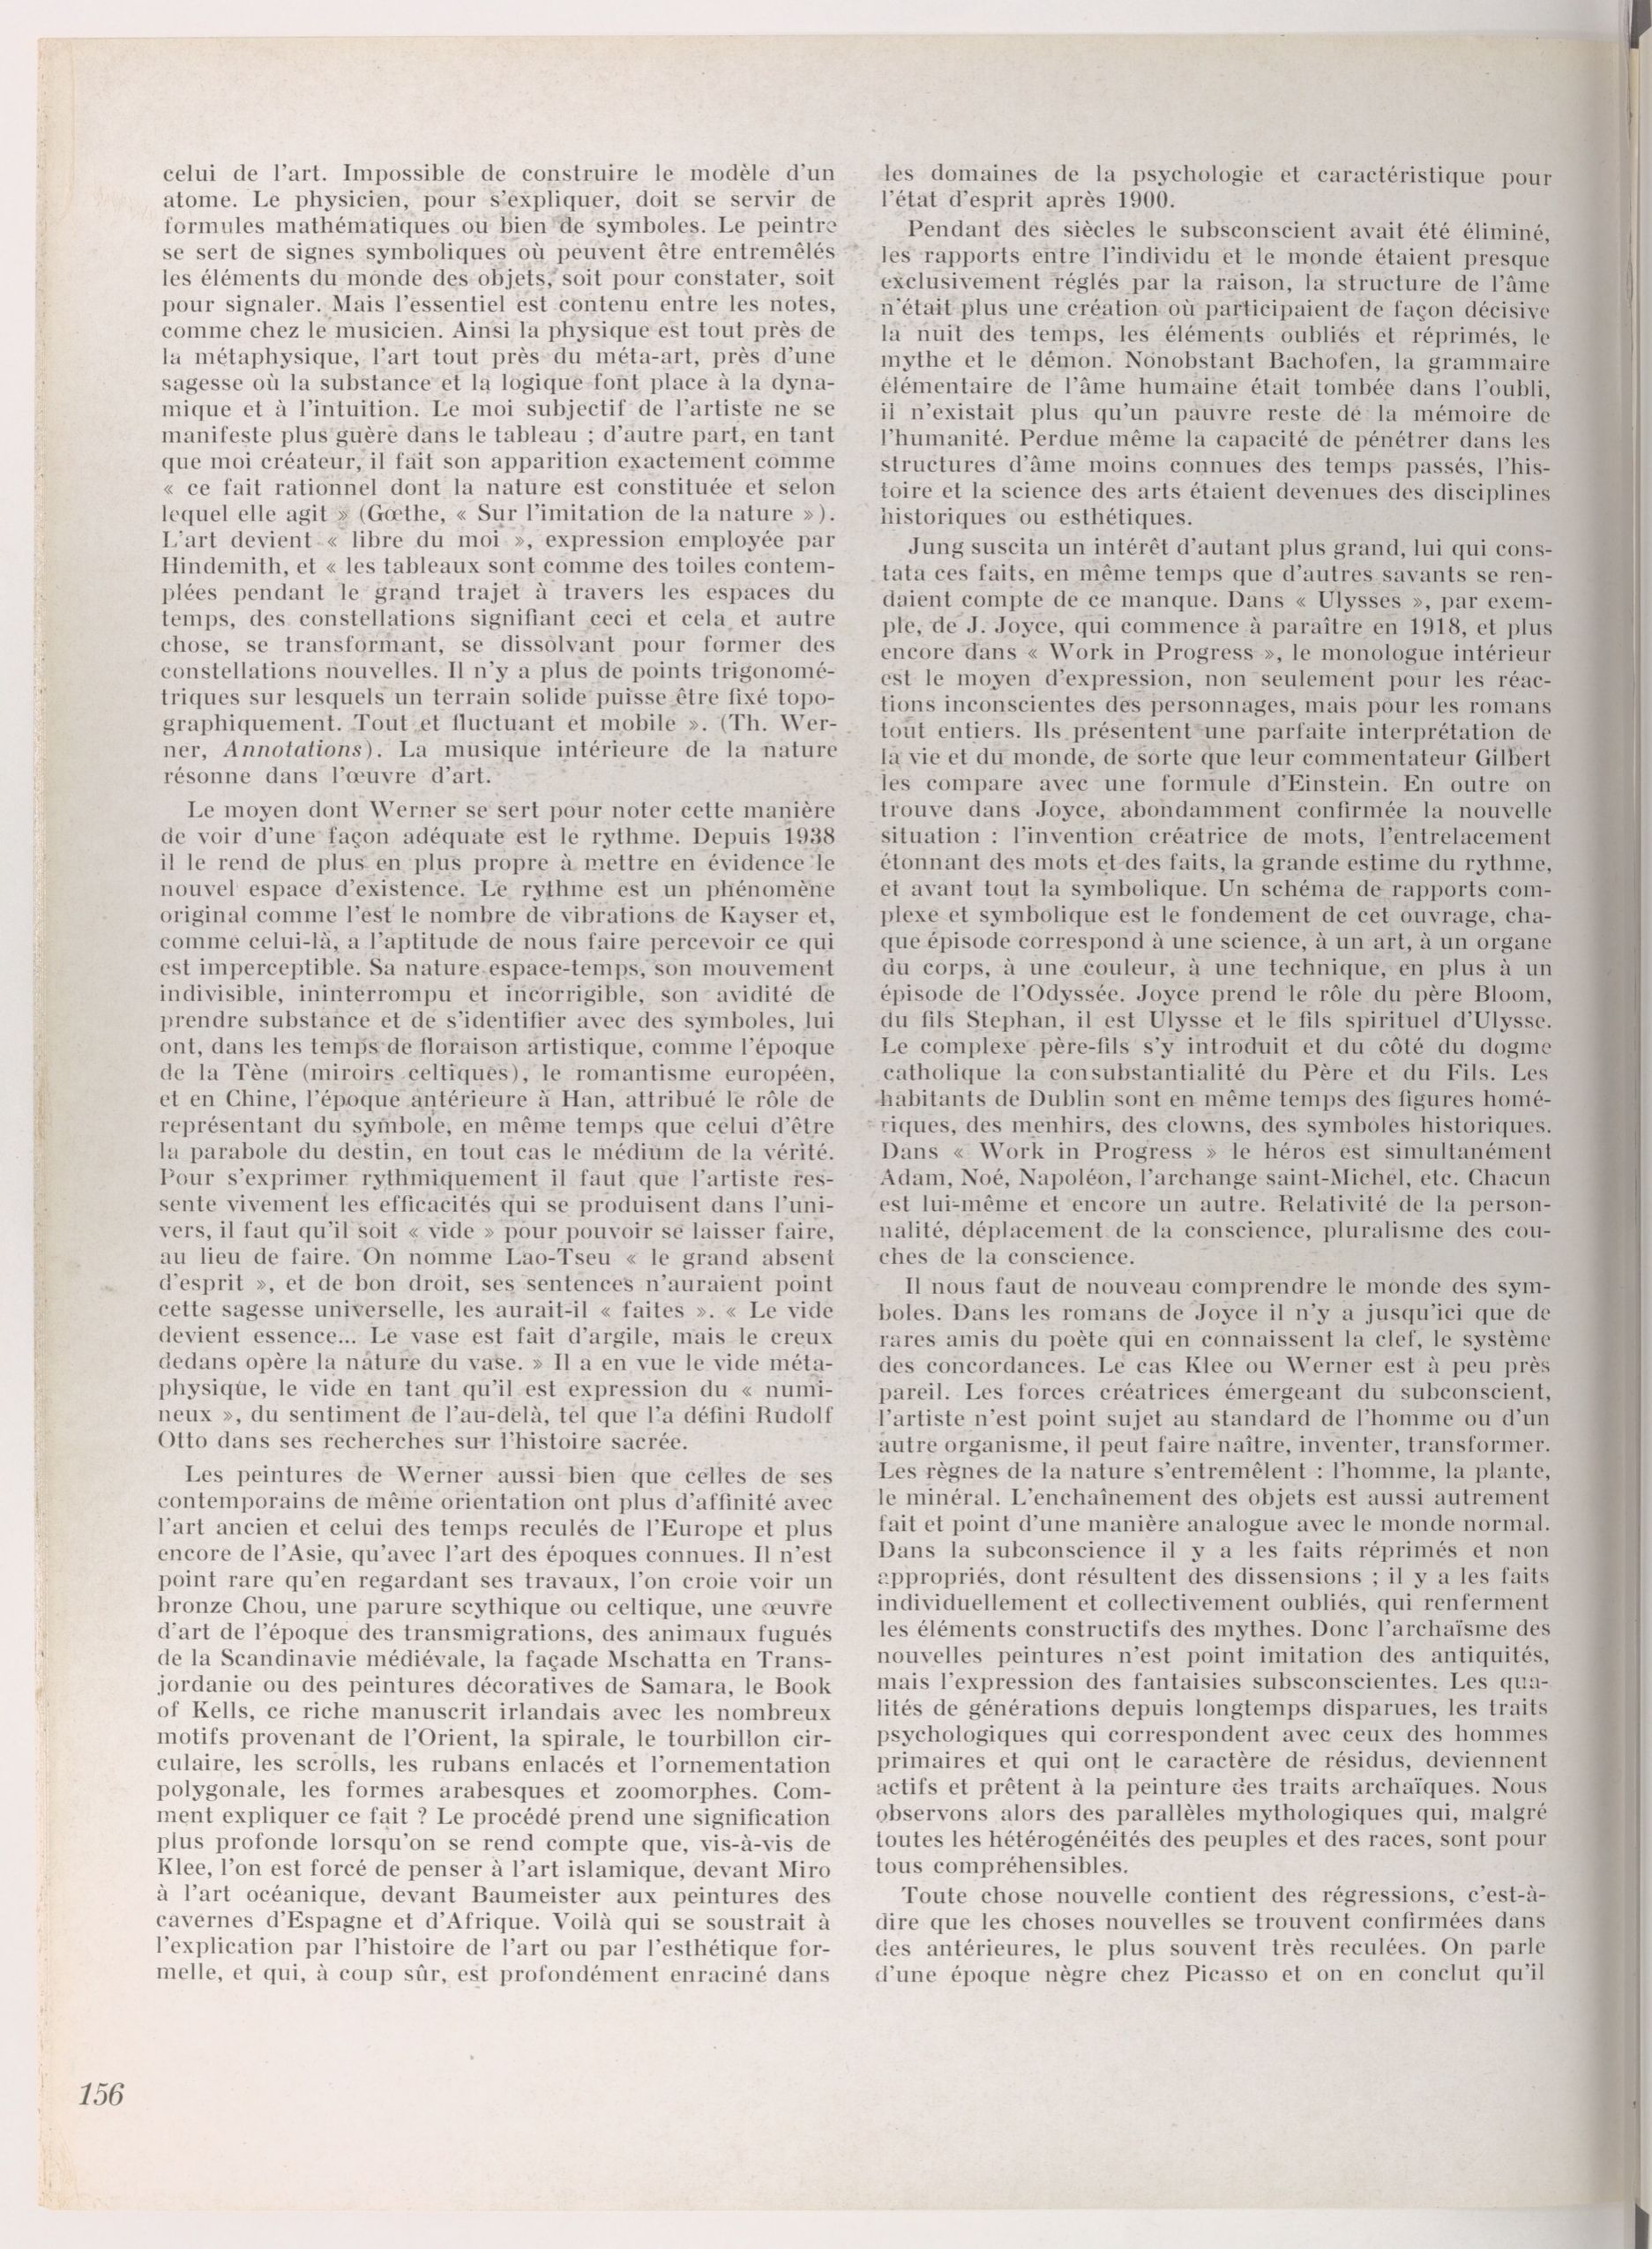 celui de l'art. Impossible de construire le modèle d'un
atome. Le physicien, pour s'expliquer, doit se servir de
formules mathématiques ou bien de symboles. Le peintre
se sert de signes symboliques où peuvent être entremêlés
les éléments du monde des objets, soit pour constater, soit
pour signaler. Mais l'essentiel est contenu entre les notes,
comme chez le musicien. Ainsi la physique est tout près de
la métaphysique, l'art tout près du méta-art, près d'une
sagesse où la substance et la logique font place à la dyna-
mique et à l'intuition. Le moi subjectif de l'artiste ne se
manifeste plus guère dans le tableau ; d'autre part, en tant
que moi créateur, il fait son apparition exactement comme
« ce fait rationnel dont la nature est constituée et selon
lequel elle agit » (Gœthe, « Sur l'imitation de la nature »).
L'art devient « libre du moi », expression employée par
Hindemith, et « les tableaux sont comme des toiles contem-
plées pendant le grand trajet à travers les espaces du
temps, des constellations signifiant ceci et cela et autre
chose, se transformant, se dissolvant pour former des
constellations nouvelles. Il n'y a plus de points trigonomé-
triques sur lesquels un terrain solide puisse être fixé topo-
graphiquement. Tout et fluctuant et mobile ». (Th. Wer-
ner, Annotations). La musique intérieure de la nature
résonne dans l'œuvre d'art.
Le moyen dont Werner se sert pour noter cette manière
de voir d'une façon adéquate est le rythme. Depuis 1938
il le rend de plus en plus propre à mettre en évidence le
nouvel espace d'existence. Le rythme est un phénomène
original comme l'est le nombre de vibrations de Kayser et,
comme celui-là, a l'aptitude de nous faire percevoir ce qui
est imperceptible. Sa nature espace-temps, son mouvement
indivisible, ininterrompu et incorrigible, son avidité de
prendre substance et de s'identifier avec des symboles, lui
ont, dans les temps de floraison artistique, comme l'époque
de la Tène (miroirs celtiques), le romantisme européen,
et en Chine, l'époque antérieure à Han, attribué le rôle de
représentant du symbole, en même temps que celui d'être
la parabole du destin, en tout cas le médium de la vérité.
Pour s'exprimer rythmiquement il faut que l'artiste res-
sente vivement les efficacités qui se produisent dans l'uni-
vers, il faut qu'il soit « vide » pour pouvoir se laisser faire,
au lieu de faire. On nomme Lao-Tseu « le grand absent
d'esprit », et de bon droit, ses sentences n'auraient point
cette sagesse universelle, les aurait-il « faites ». « Le vide
devient essence... Le vase est fait d'argile, mais le creux
dedans opère la nature du vase. » Il a en vue le vide méta-
physique, le vide en tant qu'il est expression du « numi-
neux », du sentiment de l'au-delà, tel que l'a défini Rudolf
Otto dans ses recherches sur l'histoire sacrée.
Les peintures de Werner aussi bien que celles de ses
contemporains de même orientation ont plus d'affinité avec
l'art ancien et celui des temps reculés de l'Europe et plus
encore de l'Asie, qu'avec l'art des époques connues. Il n'est
point rare qu'en regardant ses travaux, l'on croie voir un
bronze Chou, une parure scythique ou celtique, une œuvre
d'art de l'époque des transmigrations, des animaux fugués
de la Scandinavie médiévale, la façade Mschatta en Trans-
jordanie ou des peintures décoratives de Samara, le Book
of Kells, ce riche manuscrit irlandais avec les nombreux
motifs provenant de l'Orient, la spirale, le tourbillon cir-
culaire, les scrolls, les rubans enlacés et l'ornementation
polygonale, les formes arabesques et zoomorphes. Com-
ment expliquer ce fait ? Le procédé prend une signification
plus profonde lorsqu'on se rend compte que, vis-à-vis de
Klee, l'on est forcé de penser à l'art islamique, devant Miro
à l'art océanique, devant Baumeister aux peintures des
cavernes d'Espagne et d'Afrique. Voilà qui se soustrait à
l'explication par l'histoire de l'art ou par l'esthétique for-
melle, et qui, à coup sûr, est profondément enraciné dans
les domaines de la psychologie et caractéristique pour
l'état d'esprit après 1900.
Pendant des siècles le subsconscient avait été éliminé,
les rapports entre l'individu et le monde étaient presque
exclusivement réglés par la raison, la structure de l'âme
n'était plus une création où participaient de façon décisive
la nuit des temps, les éléments oubliés et réprimés, le
mythe et le démon. Nonobstant Bachofen, la grammaire
élémentaire de l'âme humaine était tombée dans l'oubli,
il n'existait plus qu'un pauvre reste de la mémoire de
l'humanité. Perdue même la capacité de pénétrer dans les
structures d'âme moins connues des temps passés, l'his-
toire et la science des arts étaient devenues des disciplines
historiques ou esthétiques.
Jung suscita un intérêt d'autant plus grand, lui qui cons-
tata ces faits, en même temps que d'autres savants se ren-
daient compte de ce manque. Dans « Ulysses », par exem-
ple, de J. Joyce, qui commence à paraître en 1918, et plus
encore dans « Work in Progress », le monologue intérieur
est le moyen d'expression, non seulement pour les réac-
tions inconscientes des personnages, mais pour les romans
tout entiers. Ils présentent une parfaite interprétation de
la vie et du monde, de sorte que leur commentateur Gilbert
les compare avec une formule d'Einstein. En outre on
trouve dans Joyce, abondamment confirmée la nouvelle
situation : l'invention créatrice de mots, l'entrelacement
étonnant des mots et des faits, la grande estime du rythme,
et avant tout la symbolique. Un schéma de rapports com-
plexe et symbolique est le fondement de cet ouvrage, cha-
que épisode correspond à une science, à un art, à un organe
du corps, à une couleur, à une technique, en plus à un
épisode de l'Odyssée. Joyce prend le rôle du père Bloom,
du fils Stephan, il est Ulysse et le fils spirituel d'Ulysse.
Le complexe père-fils s'y introduit et du côté du dogme
catholique la consubstantialité du Père et du Fils. Les
habitants de Dublin sont en même temps des figures homé-
riques, des menhirs, des clowns, des symboles historiques.
Dans « Work in Progress » le héros est simultanément
Adam, Noé, Napoléon, l'archange saint-Michel, etc. Chacun
est lui-même et encore un autre. Relativité de la person-
nalité, déplacement de la conscience, pluralisme des cou-
ches de la conscience.
Il nous faut de nouveau comprendre le monde des sym-
boles. Dans les romans de Joyce il n'y a jusqu'ici que de
rares amis du poète qui en connaissent la clef, le système
des concordances. Le cas Klee ou Werner est à peu près
pareil. Les forces créatrices émergeant du subconscient,
l'artiste n'est point sujet au standard de l'homme ou d'un
autre organisme, il peut faire naître, inventer, transformer.
Les règnes de la nature s'entremêlent : l'homme, la plante,
le minéral. L'enchaînement des objets est aussi autrement
fait et point d'une manière analogue avec le monde normal.
Dans la subconscience il y a les faits réprimés et non
appropriés, dont résultent des dissensions ; il y a les faits
individuellement et collectivement oubliés, qui renferment
les éléments constructifs des mythes. Donc l'archaïsme des
nouvelles peintures n'est point imitation des antiquités,
mais l'expression des fantaisies subsconscientes. Les qua-
lités de générations depuis longtemps disparues, les traits
psychologiques qui correspondent avec ceux des hommes
primaires et qui ont le caractère de résidus, deviennent
actifs et prêtent à la peinture des traits archaïques. Nous
observons alors des parallèles mythologiques qui, malgré
toutes les hétérogénéités des peuples et des races, sont pour
tous compréhensibles.
Toute chose nouvelle contient des régressions, c'est-à-
dire que les choses nouvelles se trouvent confirmées dans
des antérieures, le plus souvent très reculées. On parle
d'une époque nègre chez Picasso et on en conclut qu'il
156